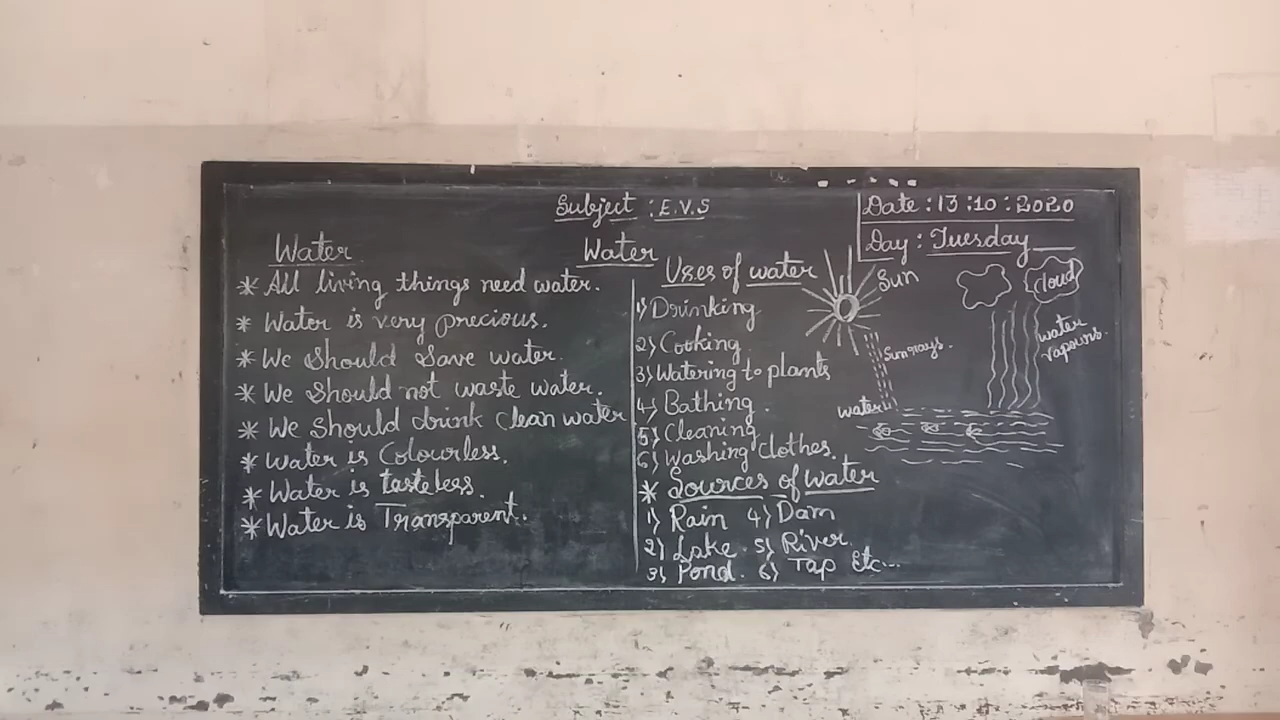 Subject : E.V.S
Date : 13 : 10 : 2020
Day : Tuesday
Water
Water
* All living things need water.
* Water is very precious.
* We should save water.
* We should not waste water.
* We should drink clean water
* Water is Colourless.
* Water is tasteless.
* Water is Transparent.
Uses of water
1) Drinking
2) Cooking
3) Watering to plants
4) Bathing.
5) Cleaning
6) Washing clothes.
* Sources of water
1) Rain 4) Dam
2) Lake 5) River
3) Pond. 6) Tap Etc...
Sun
Sunrays.
water
cloud
water
vapours.